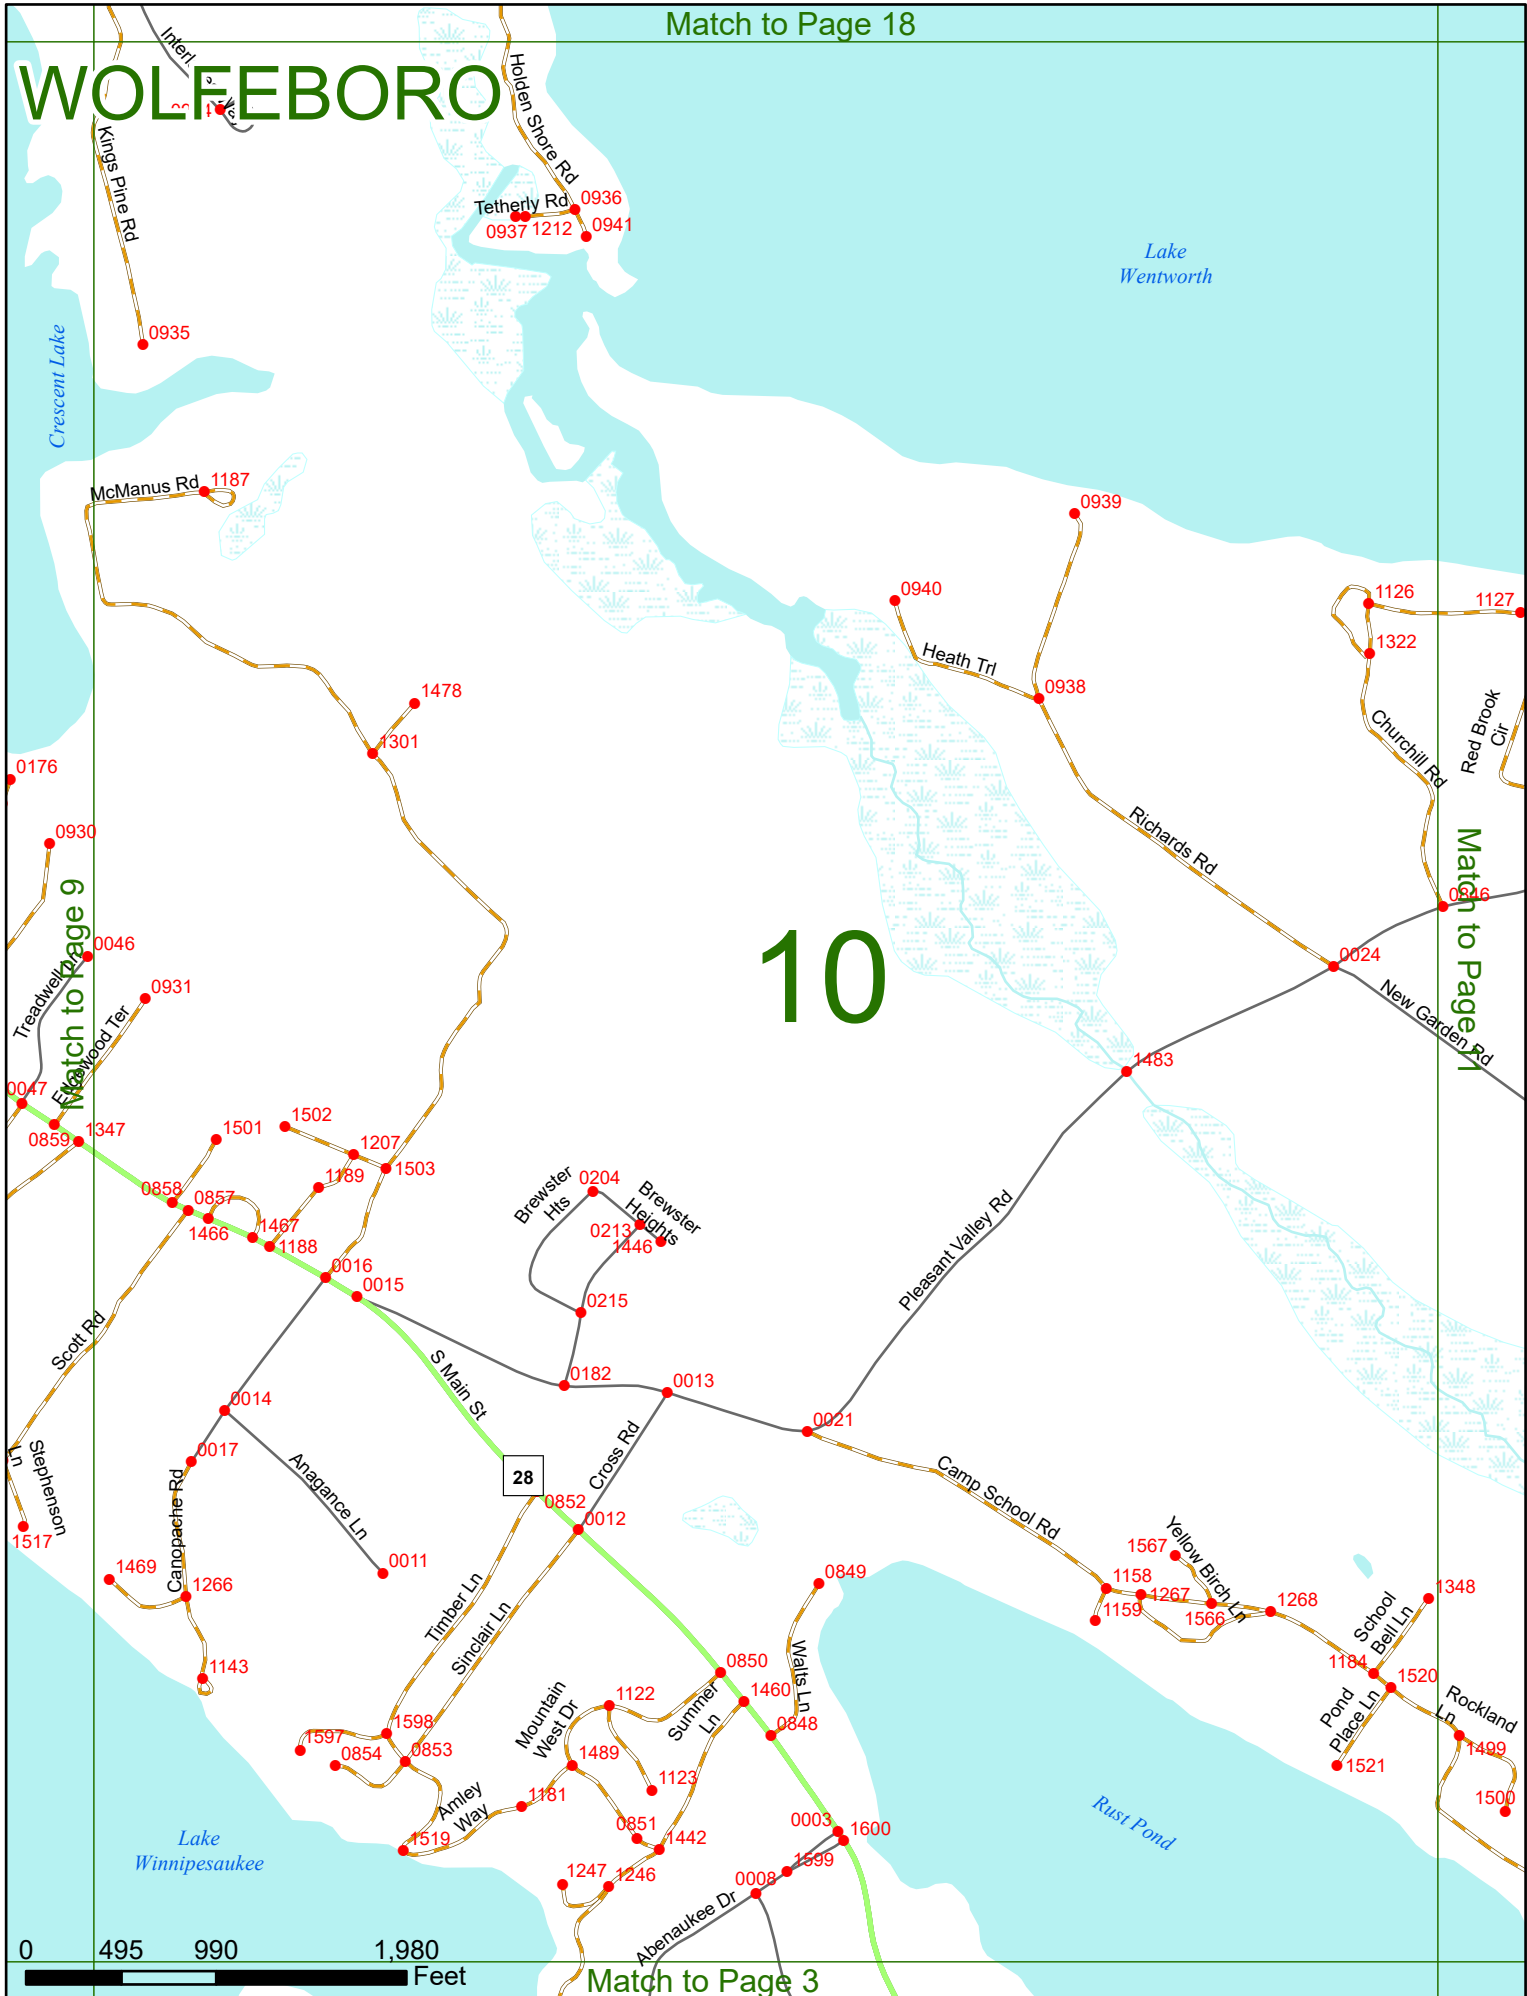 Match to Page 18
WOLFEBORO
Kings Pine Rd
Holden Shore Rd
Tetherly Rd
0936
0937
1212
0941
Lake
Wentworth
0935
Crescent Lake
McManus Rd
1187
0939
0940
1126
1127
Heath Trl
1322
0938
1478
1301
Churchill Rd
Red Brook
Cir
0176
0930
Richards Rd
Match to Page 9
Match to Page 11
0846
10
0046
0024
Treadwell Ln
0931
Edgewood Ter
New Garden Rd
1483
0047
0859
1347
1502
1501
1207
1503
1189
0858
0857
1466
1467
1188
Brewster
Hts
0204
Brewster
Heights
0213
1446
Pleasant Valley Rd
0016
0015
0215
Scott Rd
S Main St
0182
0013
0014
0021
Stephenson
Ln
0017
Anagance Ln
28
Cross Rd
0852
0012
Camp School Rd
Canopache Rd
1517
1469
1266
0011
1567
Yellow Birch Ln
0849
1158
1267
1159
1566
1268
School
Bell Ln
1348
Timber Ln
Sinclair Ln
1143
Walts Ln
0850
1184
1520
1460
Summer
Ln
1122
Mountain
West Dr
Pond
Place Ln
Rockland
Ln
1598
1597
0848
0854
0853
1489
1499
1521
1123
1181
Amley
Way
1500
0851
0003
1600
Rust Pond
Lake
Winnipesaukee
1519
1442
1599
1247
1246
0008
Abenaukee Dr
0
495
990
1,980
Feet
Match to Page 3